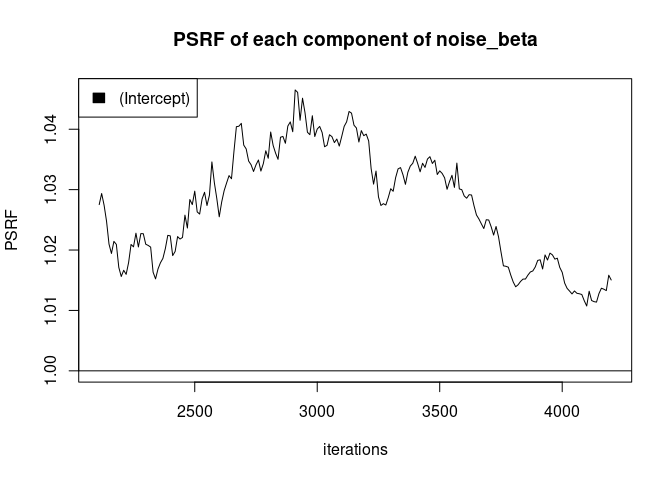 PSRF of each component of noise_beta
(Intercept)
PSRF
1.04
1.03
1.02
1.01
1.00
2500 3000 3500 4000
iterations